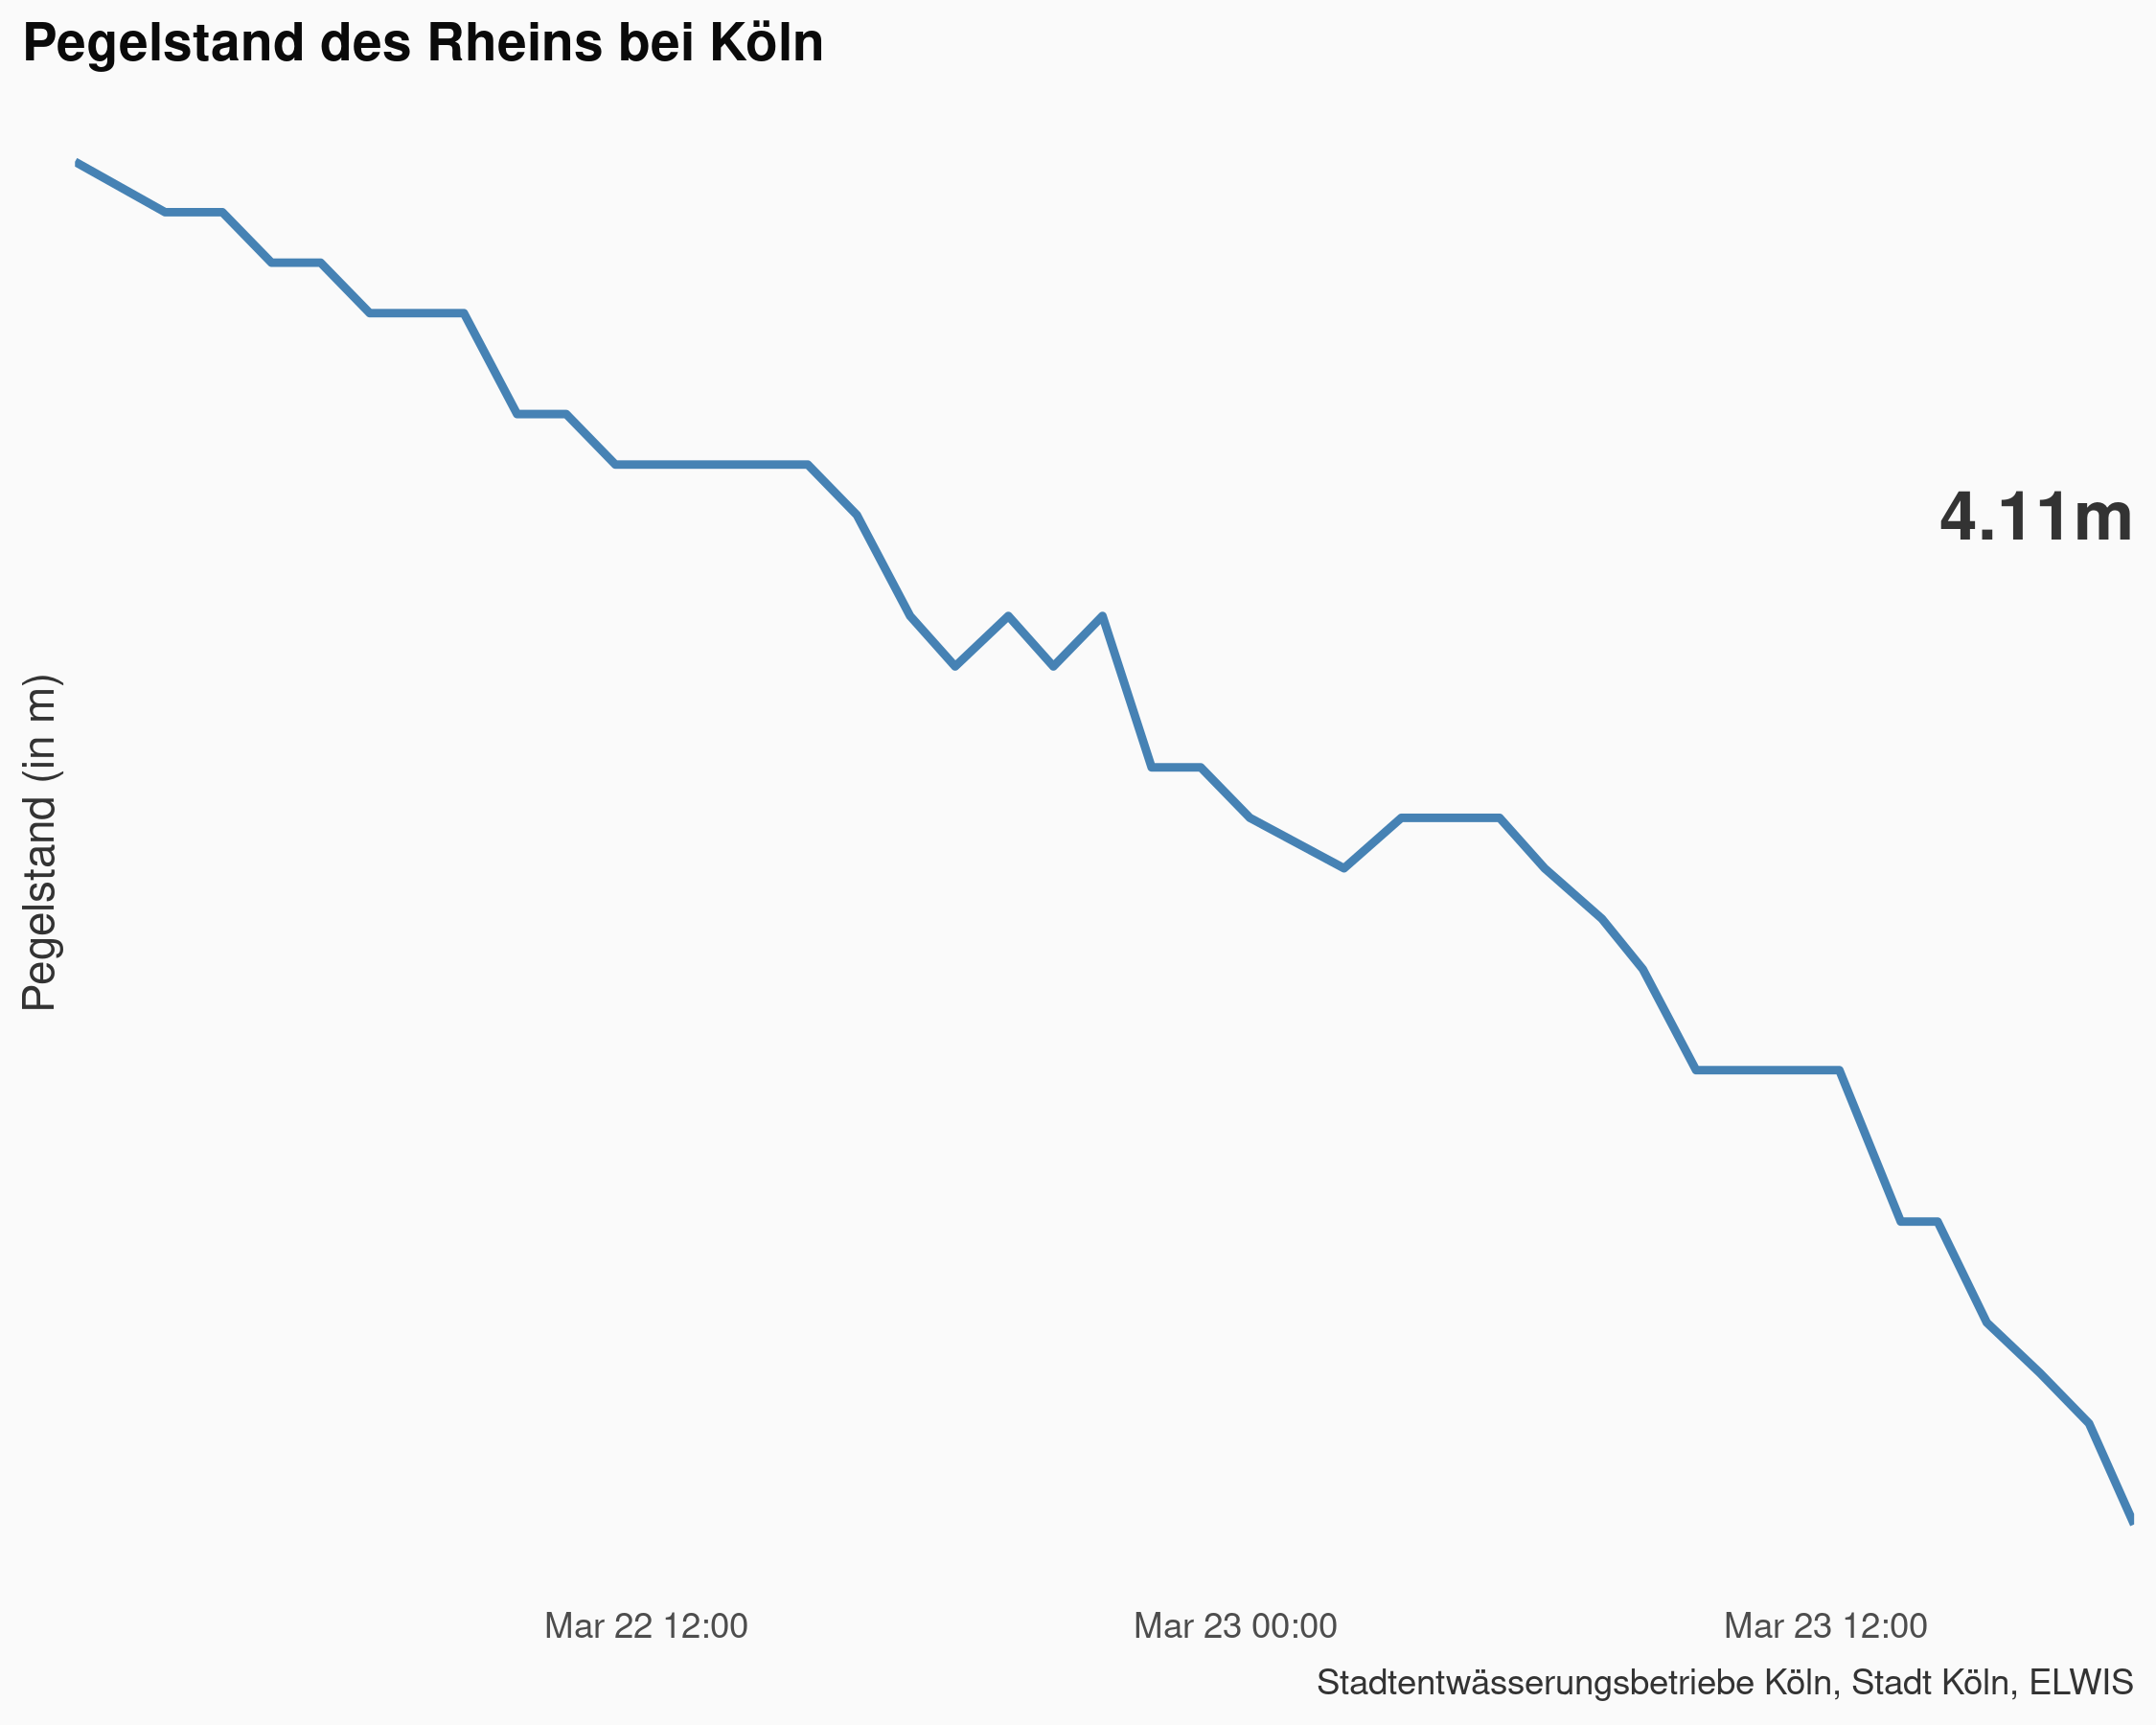 Pegelstand des Rheins bei Köln
4.11m
Pegelstand (in m)
Mar 22 12:00
Mar 23 00:00
Mar 23 12:00
Stadtentwässerungsbetriebe Köln, Stadt Köln, ELWIS